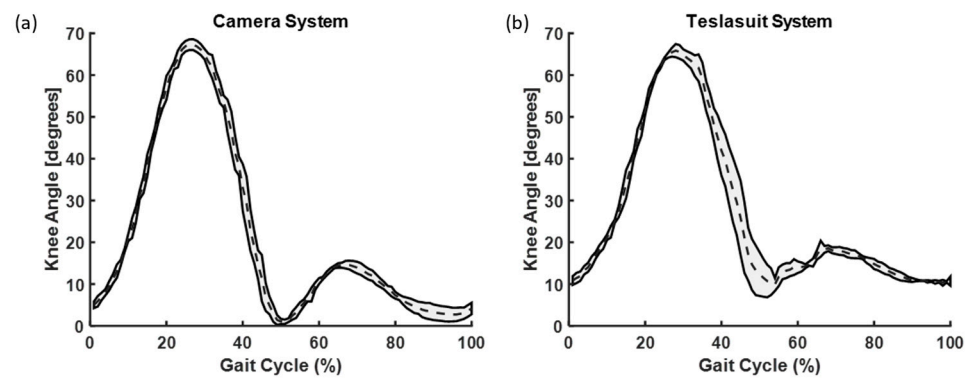 (a)
Camera System
70
60
50
40
30
20
10
0
Knee Angle [degrees]
0 20 40 60 80 100
Gait Cycle (%)
(b)
Teslasuit System
70
60
50
40
30
20
10
0
Knee Angle [degrees]
0 20 40 60 80 100
Gait Cycle (%)